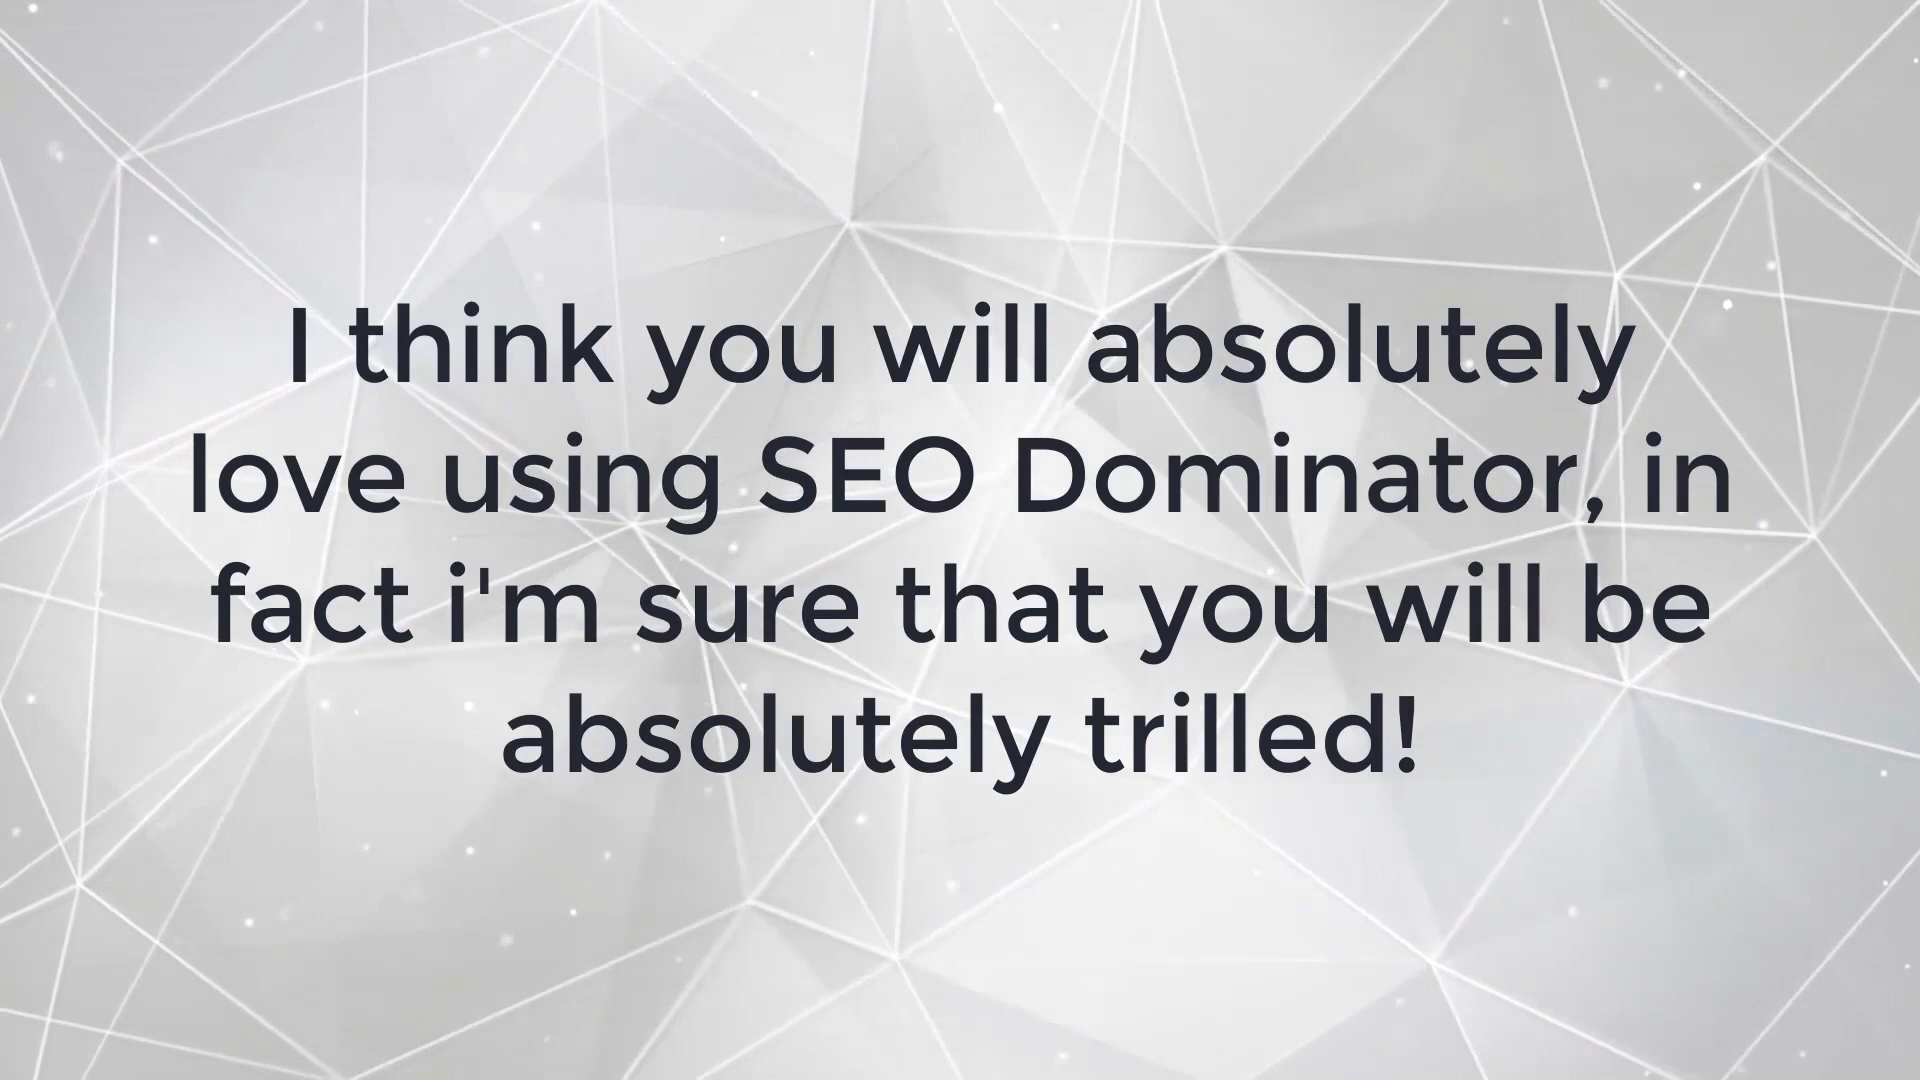 I think you will absolutely
love using SEO Dominator, in
fact i'm sure that you will be
absolutely trilled!